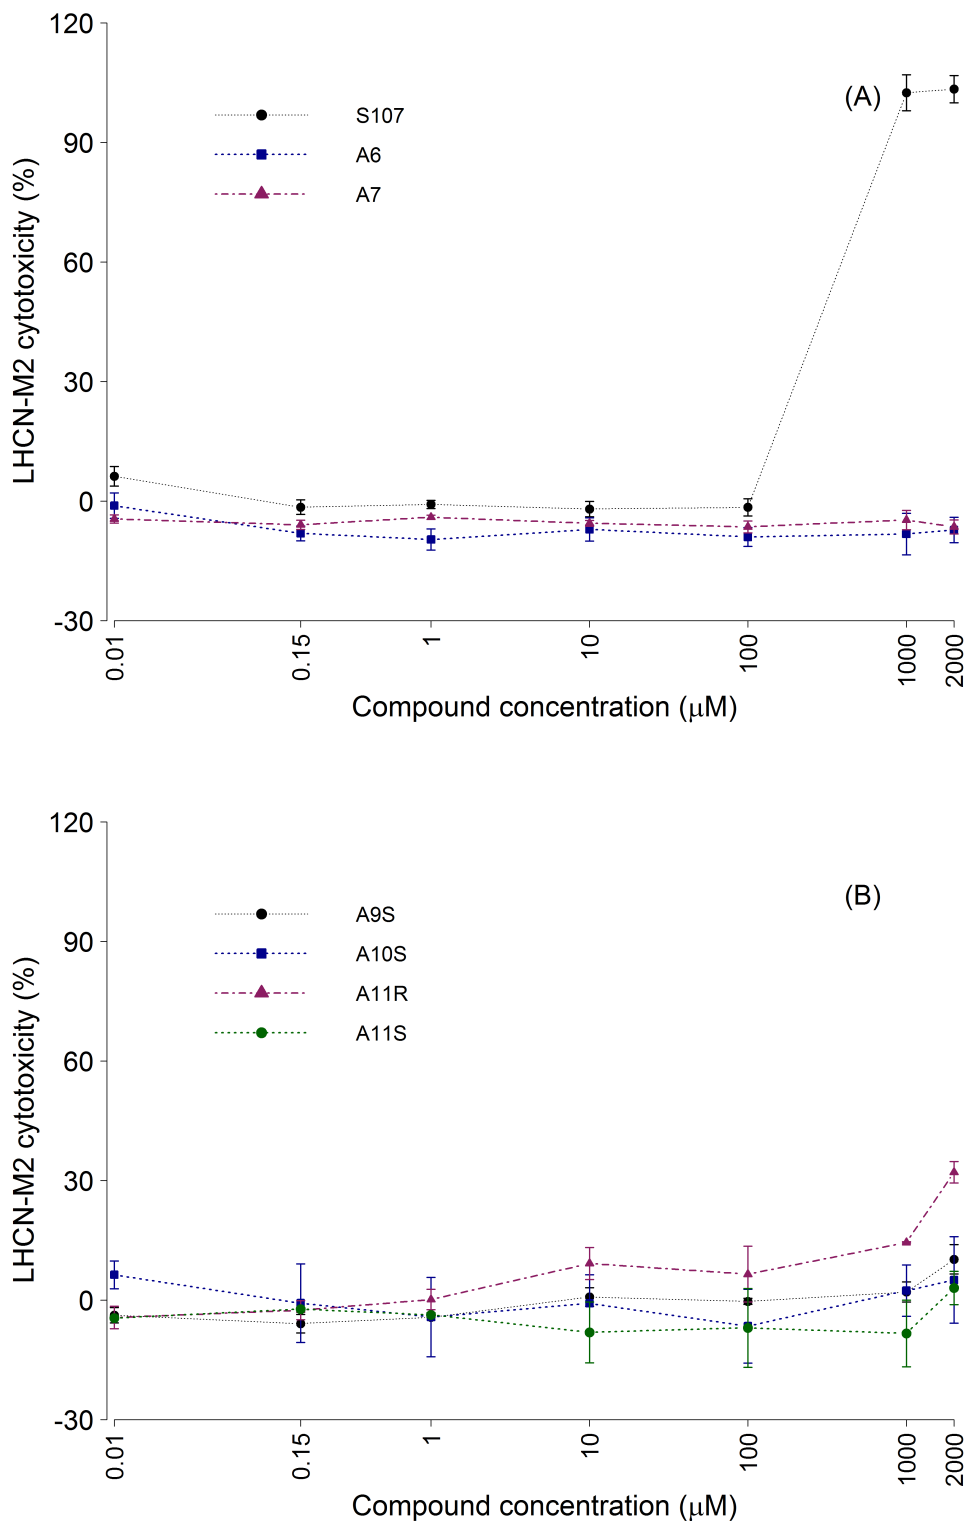 120
(A)
S107
90
A6
A7
60
30
0
-30
LHCN-M2 cytotoxicity (%)
0.01
0.15
1
10
100
1000
2000
Compound concentration (μM)
120
(B)
A9S
90
A10S
A11R
A11S
60
30
0
-30
LHCN-M2 cytotoxicity (%)
0.01
0.15
1
10
100
1000
2000
Compound concentration (μM)